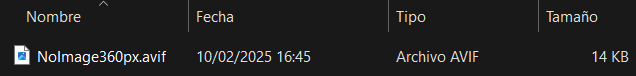 Nombre Fecha Tipo Tamaño
NoImage360px.avif 10/02/2025 16:45 Archivo AVIF 14 KB